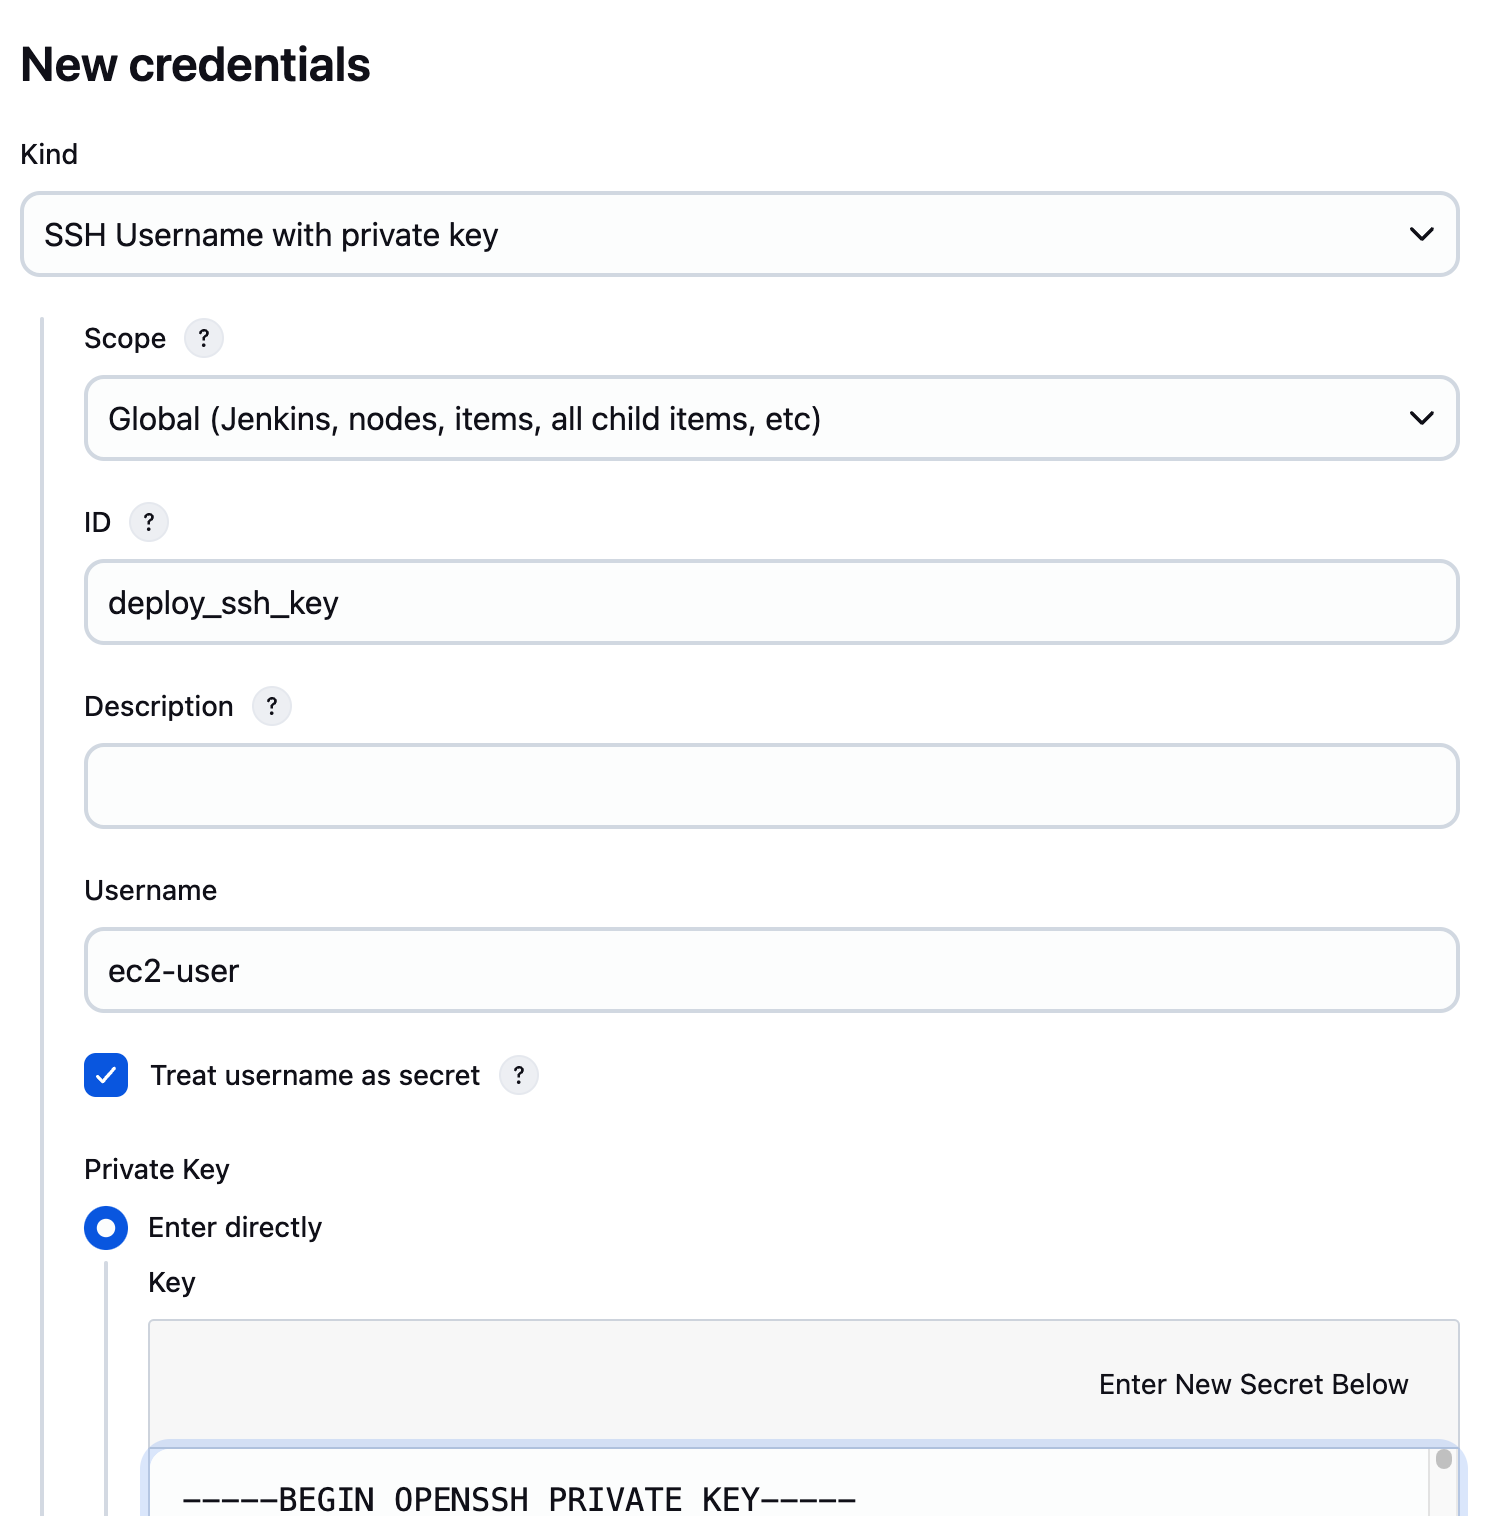 New credentials
Kind
SSH Username with private key
Scope ?
Global (Jenkins, nodes, items, all child items, etc)
ID ?
deploy_ssh_key
Description ?
Username
ec2-user
Treat username as secret ?
Private Key
Enter directly
Key
Enter New Secret Below
-----BEGIN OPENSSH PRIVATE KEY-----